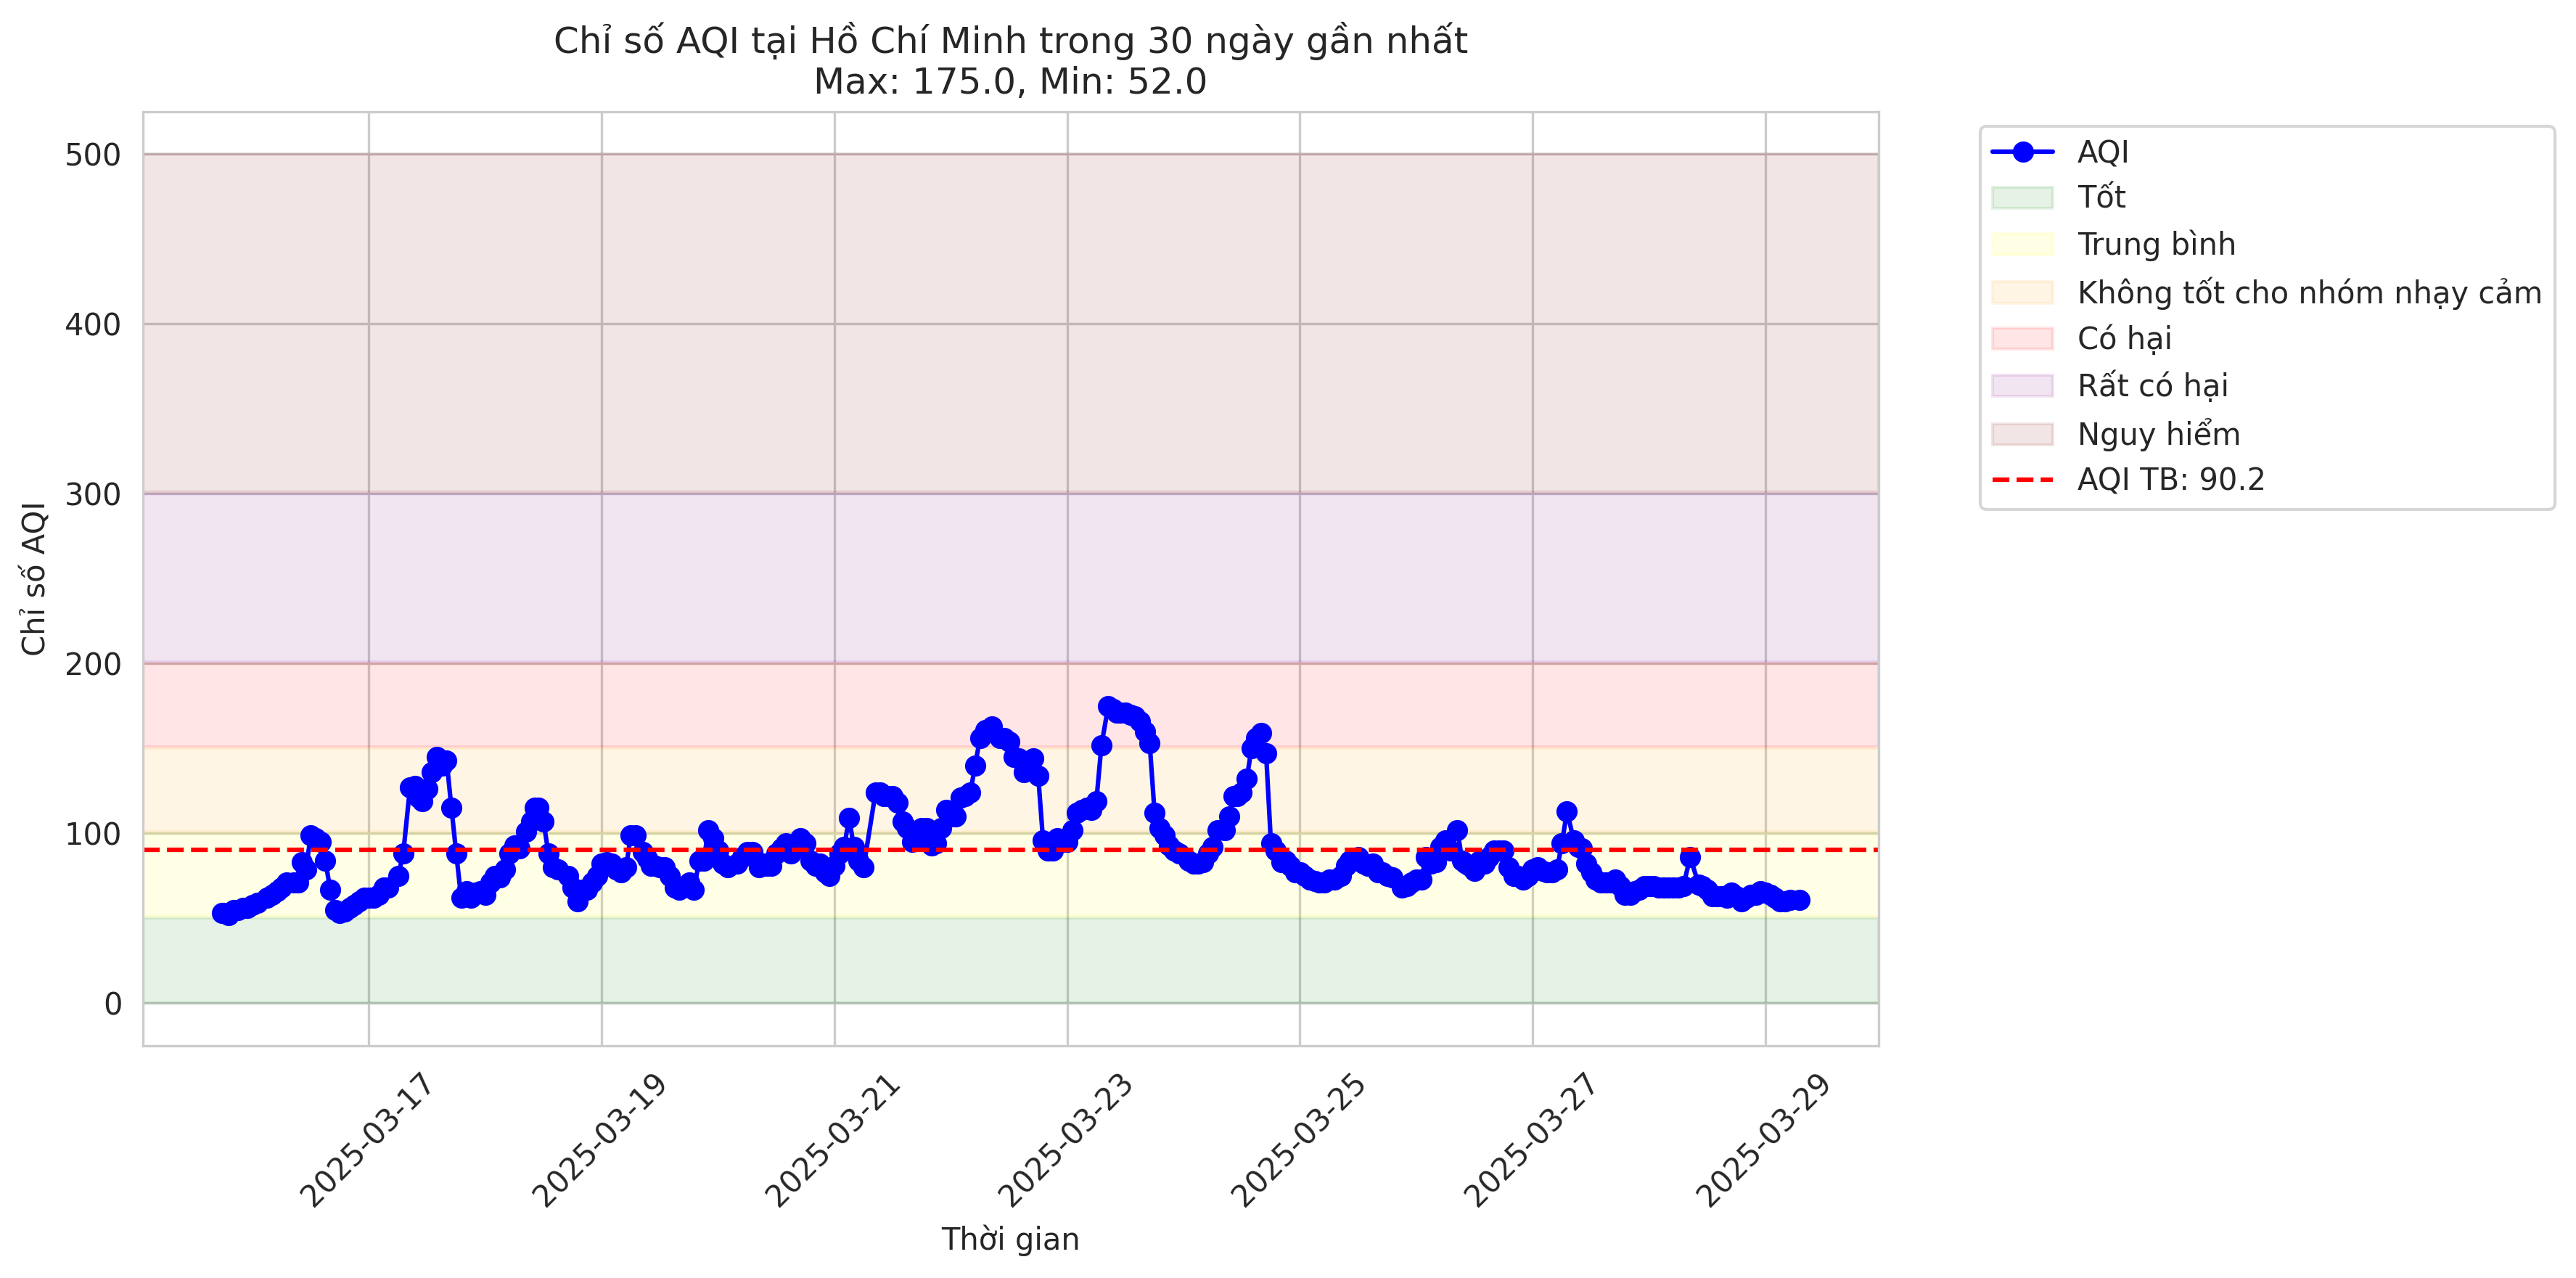 Chỉ số AQI tại Hồ Chí Minh trong 30 ngày gần nhất
Max: 175.0, Min: 52.0
Chỉ số AQI
500
400
300
200
100
0
2025-03-17
2025-03-19
2025-03-21
2025-03-23
2025-03-25
2025-03-27
2025-03-29
Thời gian
AQI
Tốt
Trung bình
Không tốt cho nhóm nhạy cảm
Có hại
Rất có hại
Nguy hiểm
AQI TB: 90.2